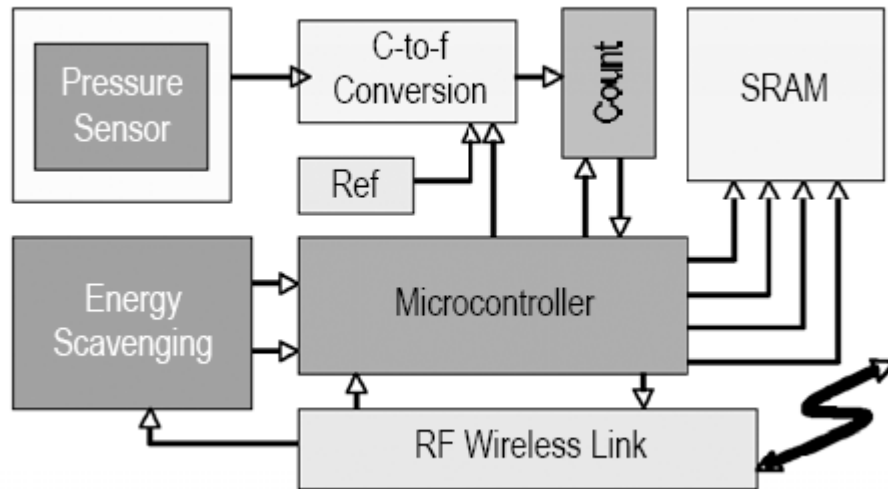 Pressure
Sensor
C-to-f
Conversion
Count
SRAM
Ref
Energy
Scavenging
Microcontroller
RF Wireless Link